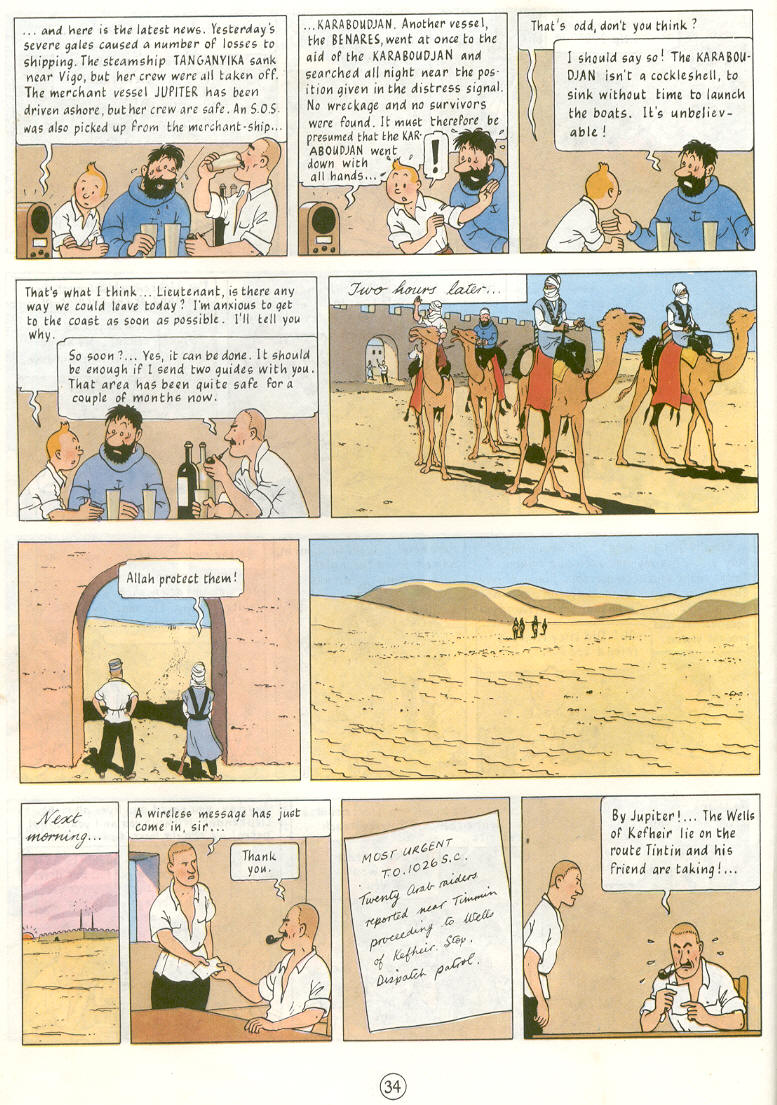 ... and here is the latest news. Yesterday's
severe gales caused a number of losses to
shipping. The steamship TANGANYIKA sank
near Vigo, but her crew were all taken off.
The merchant vessel JUPITER has been
driven ashore, but her crew are safe. An S.O.S.
was also picked up from the merchant-ship...
...KARABOUDJAN. Another vessel,
the BENARES, went at once to the
aid of the KARABOUDJAN and
searched all night near the pos-
ition given in the distress signal.
No wreckage and no survivors
were found. It must therefore be
presumed that the KAR-
ABOUDJAN went
down with
all hands...
!
That's odd, don't you think?
I should say so! The KARABOU-
DJAN isn't a cockleshell, to
sink without time to launch
the boats. It's unbeliev-
able!
That's what I think... Lieutenant, is there any
way we could leave today? I'm anxious to get
to the coast as soon as possible. I'll tell you
why.
So soon?... Yes, it can be done. It should
be enough if I send two guides with you.
That area has been quite safe for a
couple of months now.
Two hours later...
Allah protect them!
Next
morning...
A wireless message has just
come in, sir...
Thank
you.
MOST URGENT
T.O. 1026 S.C.
Twenty Arab raiders
reported near Timmin
proceeding to Wells
of Kefheir. Stop.
Dispatch patrol.
By Jupiter!... The Wells
of Kefheir lie on the
route Tintin and his
friend are taking!...
34